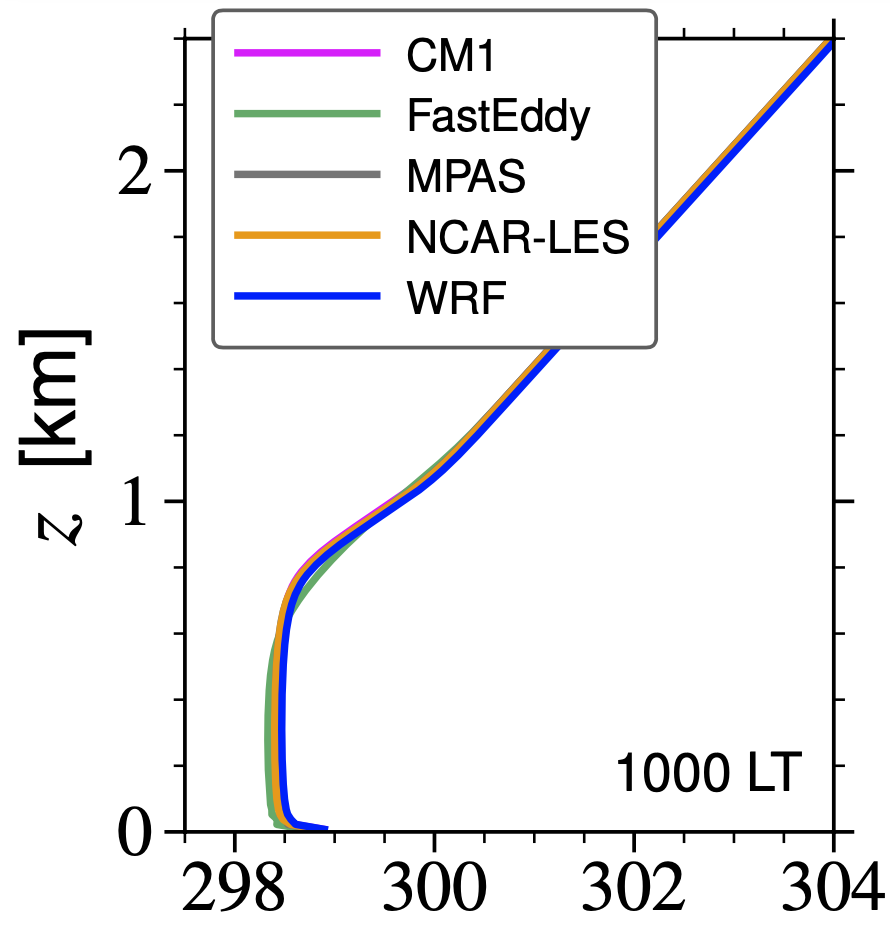 CM1
FastEddy
MPAS
NCAR-LES
WRF
2
1
0
z [km]
1000 LT
298 300 302 304